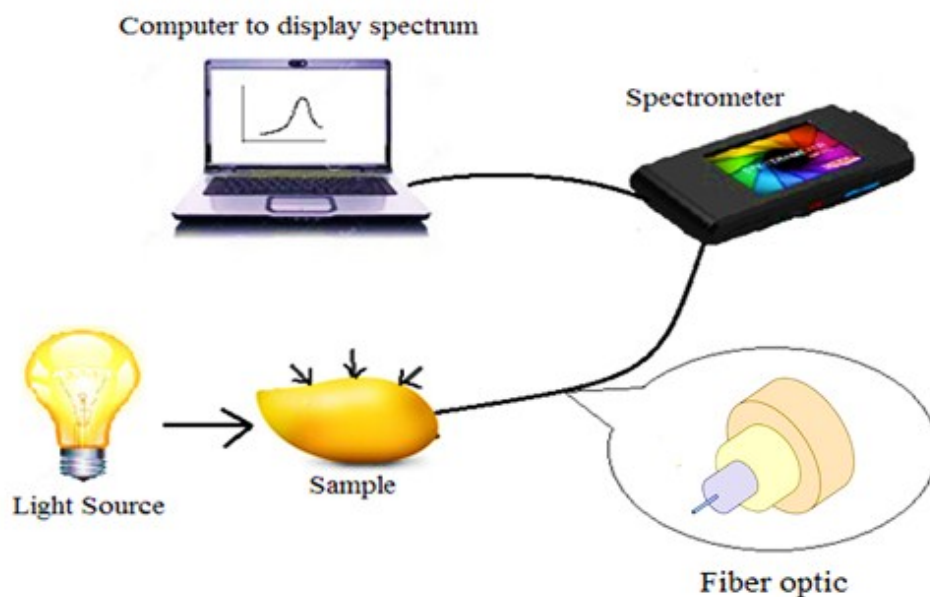 Computer to display spectrum
Spectrometer
Light Source
Sample
Fiber optic